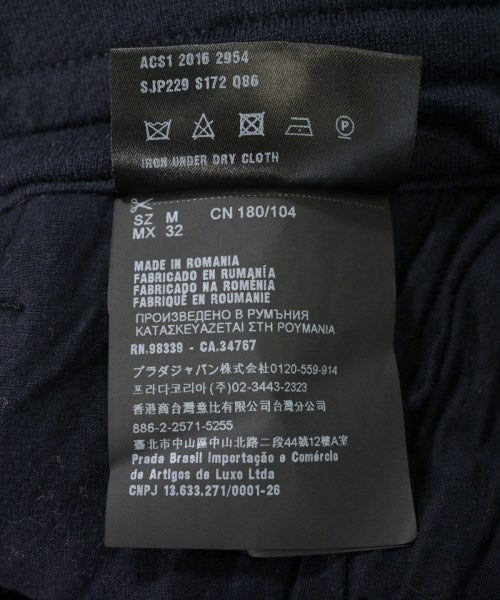 ACS1 2016 2954
SJP229 S172 Q86
P
IRON UNDER DRY CLOTH
SZ M CN 180/104
MX 32
MADE IN ROMANIA
FABRICADO EN RUMANÍA
FABRICADO NA ROMÉNIA
FABRIQUÉ EN ROUMANIE
ПРОИЗВЕДЕНО В РУМЪНИЯ
ΚΑΤΑΣΚΕΥΑΖΕΤΑΙ ΣΤΗ ΡΟΥΜΑΝΙΑ
RN.98339 - CA.34767
プラダジャパン株式会社0120-559-914
프라다코리아 (주)02-3443-2323
香港商台灣意比有限公司台灣分公司
886-2-2571-5255
臺北市中山區中山北路二段44號12樓A室
Prada Brasil Importação e Comércio
de Artigos de Luxo Ltda
CNPJ 13.633.271/0001-26